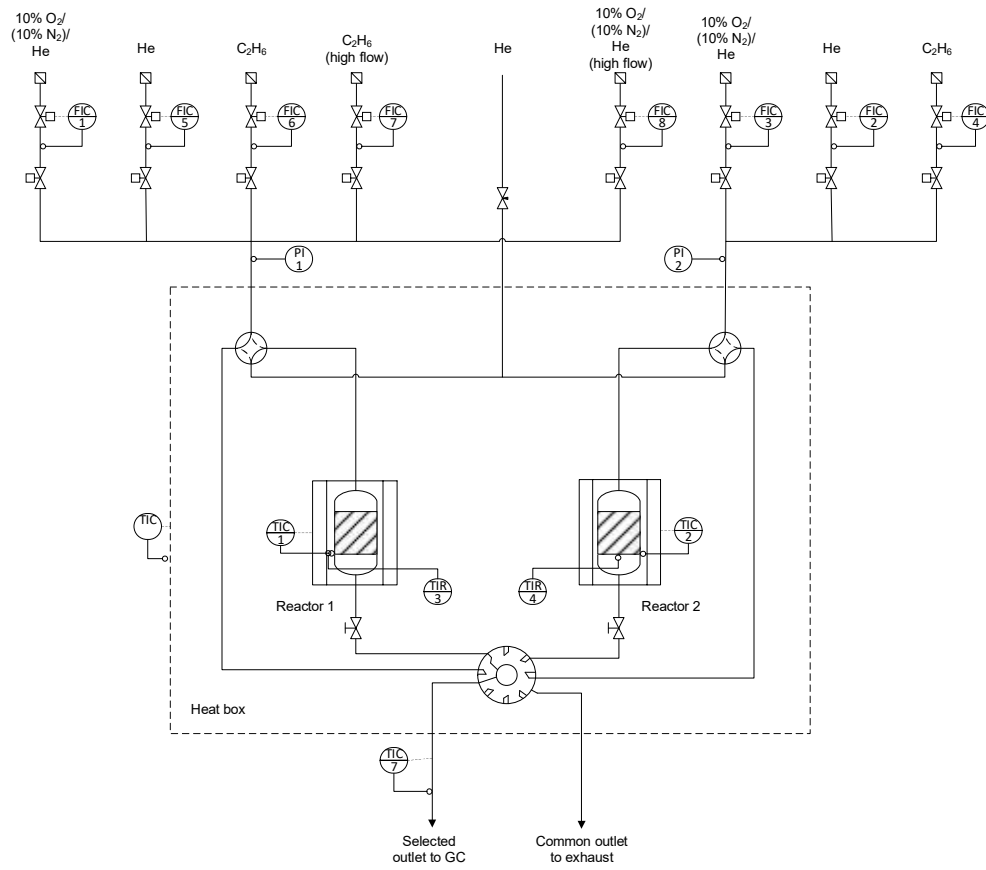 10% O₂/
(10% N₂)/
He
He
C₂H₆
C₂H₆
(high flow)
He
10% O₂/
(10% N₂)/
He
(high flow)
10% O₂/
(10% N₂)/
He
He
C₂H₆
FIC
1
FIC
5
FIC
6
FIC
7
FIC
8
FIC
3
FIC
2
FIC
4
PI
1
PI
2
TIC
TIC
1
TIC
2
TIR
3
TIR
4
Reactor 1
Reactor 2
Heat box
TIC
7
Selected
outlet to GC
Common outlet
to exhaust